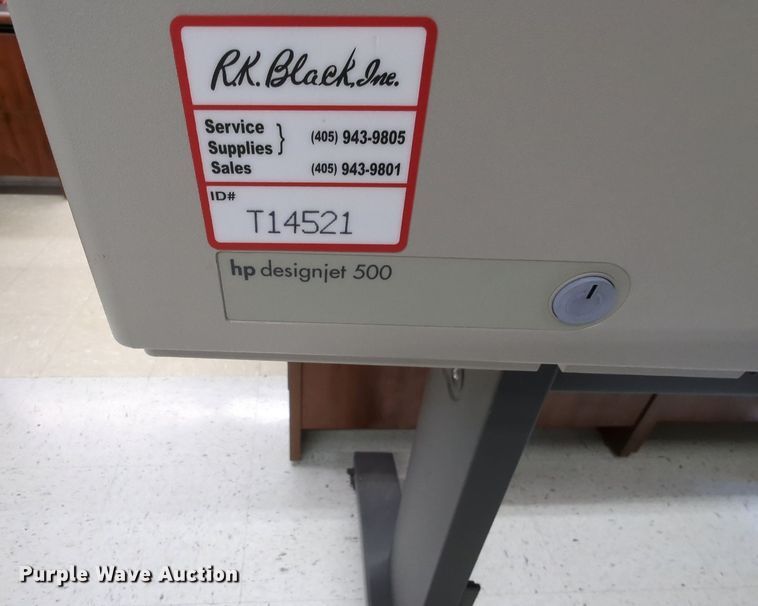 R.K. Black, Inc.
Service
Supplies } (405) 943-9805
Sales (405) 943-9801
ID#
T14521
hp designjet 500
Purple Wave Auction